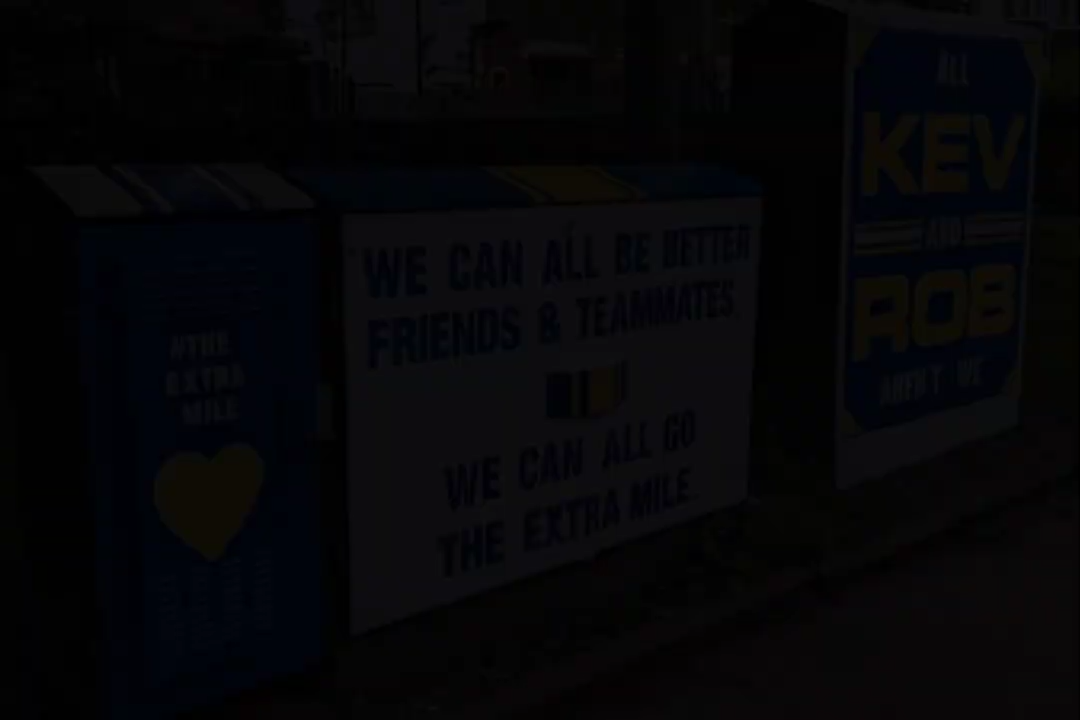 #THE
EXTRA
MILE
WE CAN ALL BE BETTER
FRIENDS & TEAMMATES.
WE CAN ALL GO
THE EXTRA MILE.
ALL
KEV
AND
ROB
AREN'T WE